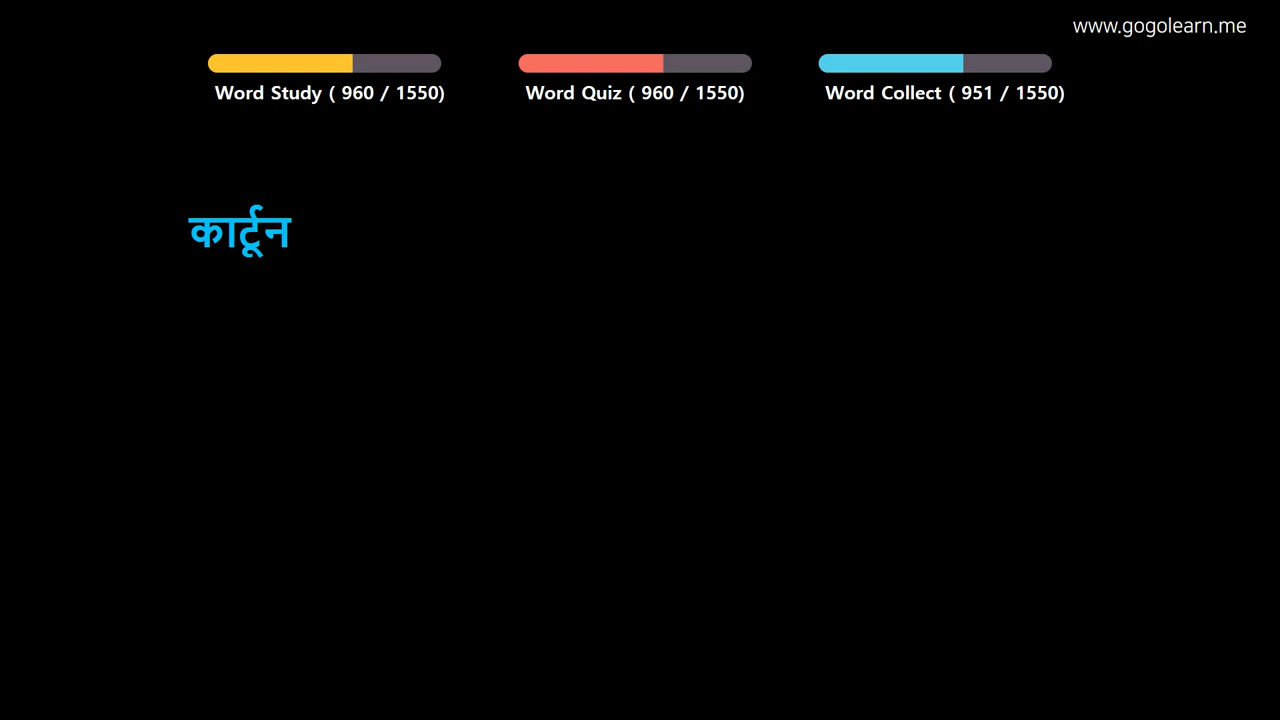 www.gogolearn.me
Word Study ( 960 / 1550)
Word Quiz ( 960 / 1550)
Word Collect ( 951 / 1550)
कार्टून